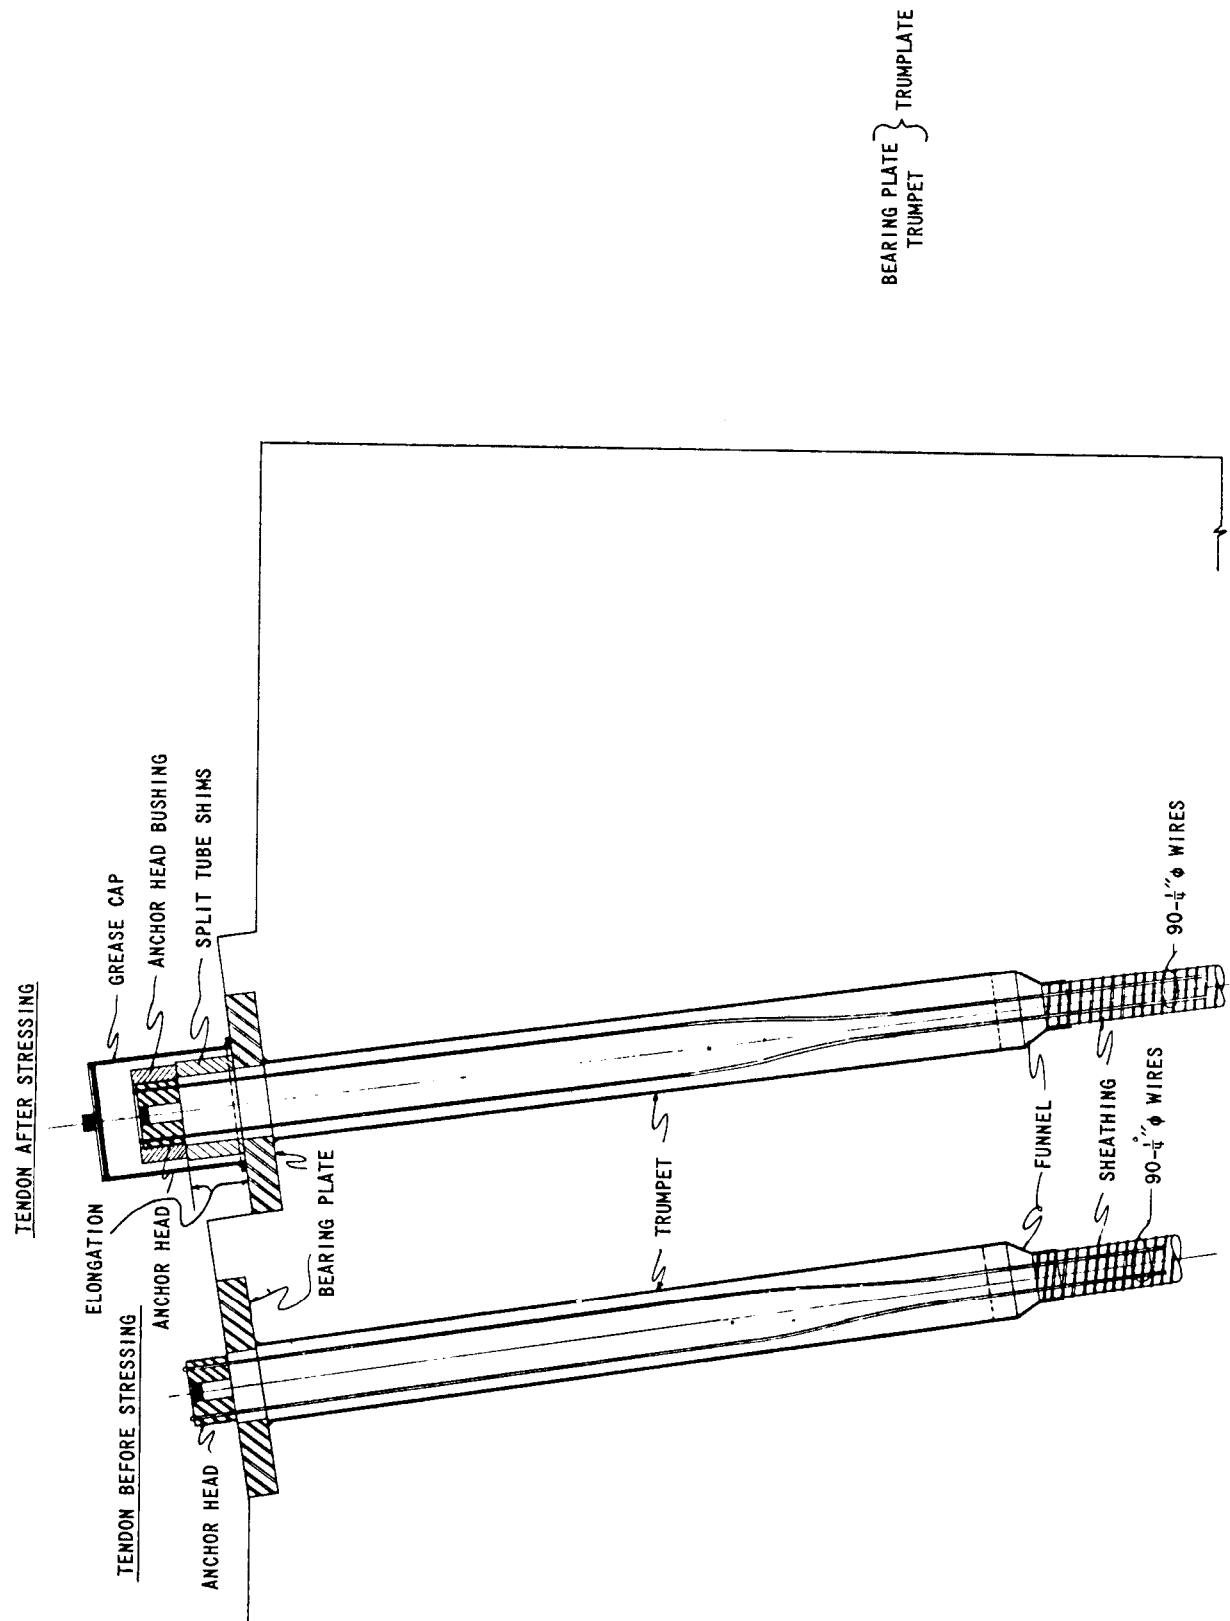 TENDON AFTER STRESSING
GREASE CAP
ANCHOR HEAD BUSHING
SPLIT TUBE SHIMS
ELONGATION
ANCHOR HEAD
BEARING PLATE
TENDON BEFORE STRESSING
ANCHOR HEAD
BEARING PLATE
TRUMPET
FUNNEL
SHEATHING
90-1/4"φ WIRES
90-1/4"φ WIRES
BEARING PLATE } TRUMPLATE
TRUMPET